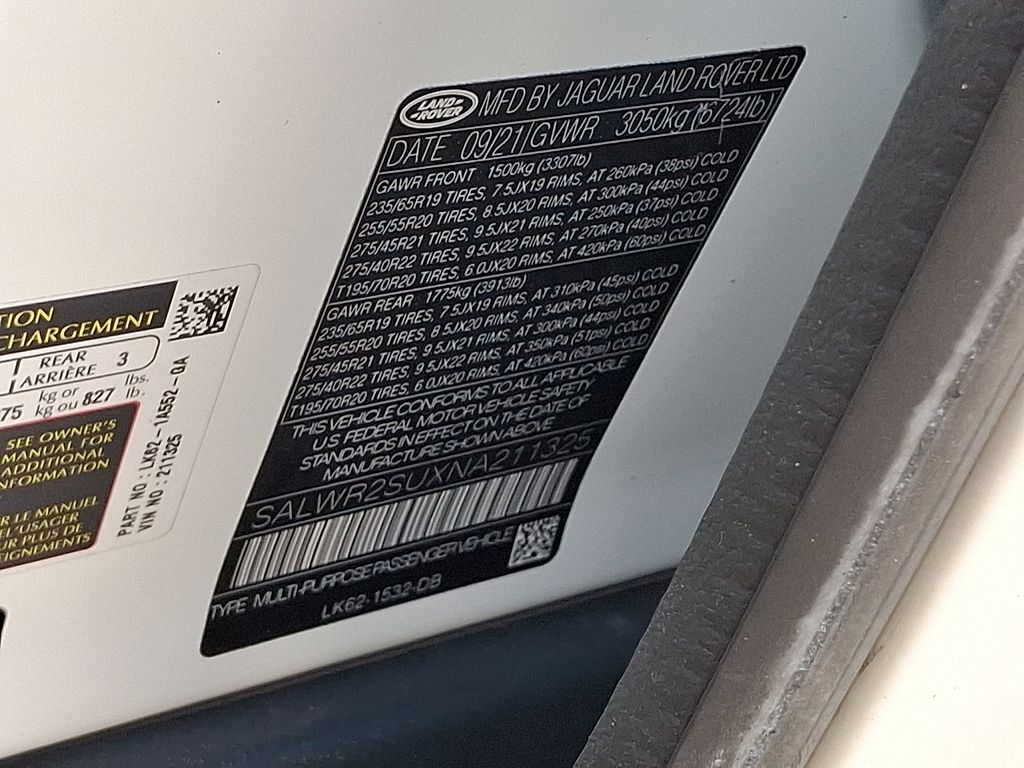 LAND-
-ROVER
MFD BY JAGUAR LAND ROVER LTD
DATE 09/21 GVWR 3050kg (6724lb)
GAWR FRONT 1500kg (3307lb)
235/65R19 TIRES, 7.5JX19 RIMS, AT 260kPa (38psi) COLD
255/55R20 TIRES, 8.5JX20 RIMS, AT 300kPa (44psi) COLD
275/45R21 TIRES, 9.5JX21 RIMS, AT 250kPa (37psi) COLD
275/40R22 TIRES, 9.5JX22 RIMS, AT 270kPa (40psi) COLD
T195/70R20 TIRES, 6.0JX20 RIMS, AT 420kPa (60psi) COLD
GAWR REAR 1775kg (3913lb)
235/65R19 TIRES, 7.5JX19 RIMS, AT 310kPa (45psi) COLD
255/55R20 TIRES, 8.5JX20 RIMS, AT 340kPa (50psi) COLD
275/45R21 TIRES, 9.5JX21 RIMS, AT 300kPa (44psi) COLD
275/40R22 TIRES, 9.5JX22 RIMS, AT 350kPa (51psi) COLD
T195/70R20 TIRES, 6.0JX20 RIMS, AT 420kPa (60psi) COLD
THIS VEHICLE CONFORMS TO ALL APPLICABLE
U.S. FEDERAL MOTOR VEHICLE SAFETY
STANDARDS IN EFFECT ON THE DATE OF
MANUFACTURE SHOWN ABOVE
SALWR2SUXNA211325
TYPE MULTI-PURPOSE PASSENGER VEHICLE
LK62-1532-DB
TION
CHARGEMENT
REAR 3
ARRIÈRE
75 kg or 827 lbs.
kg ou lb.
SEE OWNER'S
MANUAL FOR
ADDITIONAL
INFORMATION
R LE MANUEL
L'USAGER
UR PLUS DE
EIGNEMENTS
PART NO : LK62-1A552-0A
VIN NO : 211325